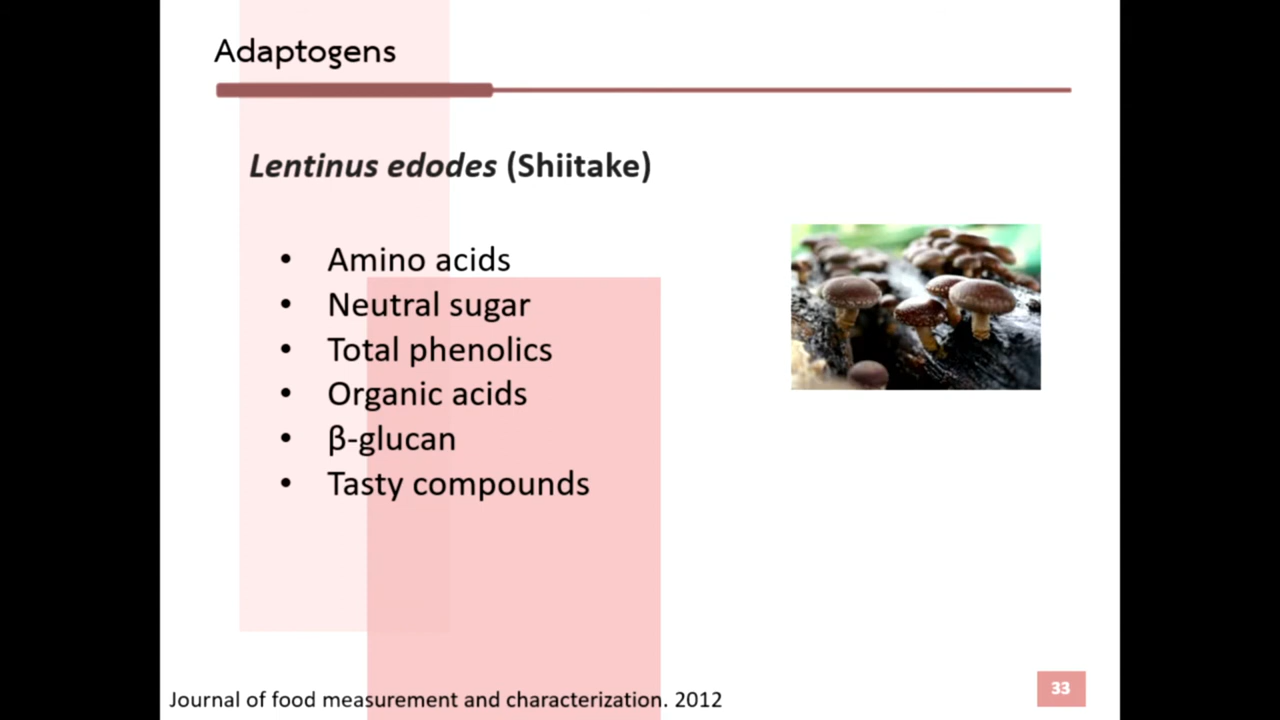 Adaptogens
Lentinus edodes (Shiitake)
• Amino acids
• Neutral sugar
• Total phenolics
• Organic acids
• β-glucan
• Tasty compounds
Journal of food measurement and characterization. 2012
33